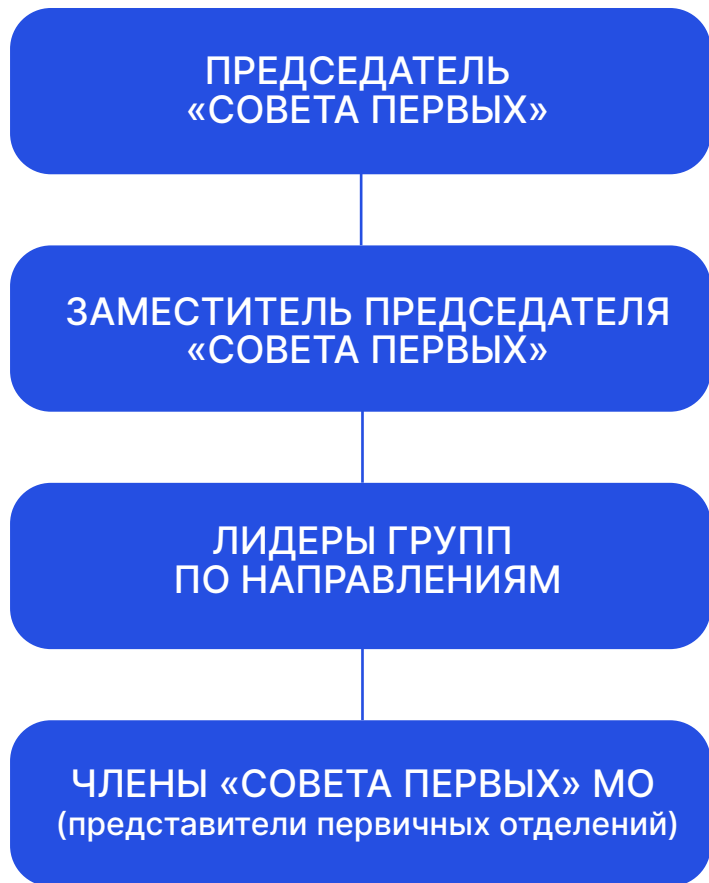 ПРЕДСЕДАТЕЛЬ
«СОВЕТА ПЕРВЫХ»
ЗАМЕСТИТЕЛЬ ПРЕДСЕДАТЕЛЯ
«СОВЕТА ПЕРВЫХ»
ЛИДЕРЫ ГРУПП
ПО НАПРАВЛЕНИЯМ
ЧЛЕНЫ «СОВЕТА ПЕРВЫХ» МО
(представители первичных отделений)